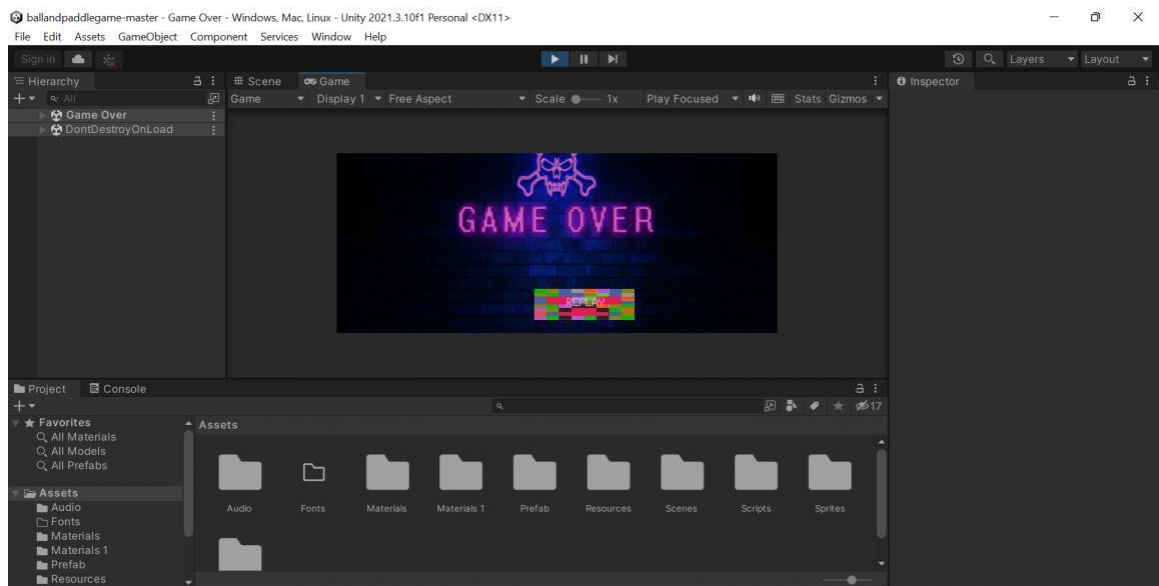 ballandpaddlegame-master - Game Over - Windows, Mac, Linux - Unity 2021.3.10f1 Personal <DX11>
File Edit Assets GameObject Component Services Window Help
Sign in
Layers Layout
Hierarchy
Scene Game
Inspector
All
Game Display 1 Free Aspect Scale 1x Play Focused Stats Gizmos
Game Over
DontDestroyOnLoad
GAME OVER
REPLAY
Project Console
17
Favorites
All Materials
All Models
All Prefabs
Assets
Audio
Fonts
Materials
Materials 1
Prefab
Resources
Assets
Audio Fonts Materials Materials 1 Prefab Resources Scenes Scripts Sprites